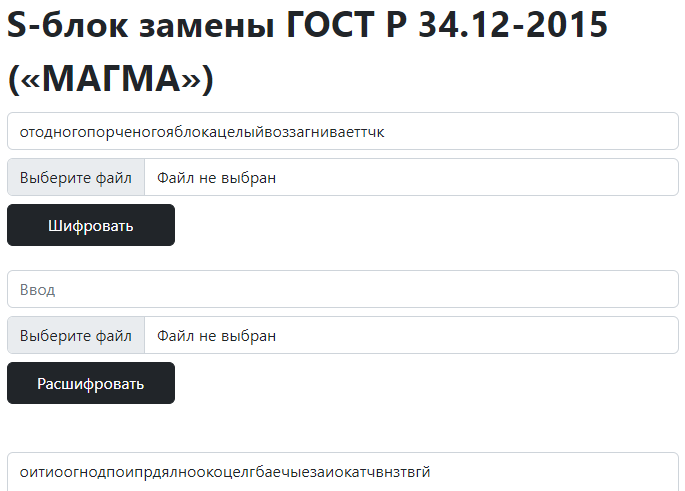 S-блок замены ГОСТ Р 34.12-2015
(«МАГМА»)
отодногопорченогояблокацелыйвоззагниваеттчк
Выберите файл Файл не выбран
Шифровать
Ввод
Выберите файл Файл не выбран
Расшифровать
оитиоогнодпоипрдялноокоцелгбаечыезаиокатчвнзтвгй